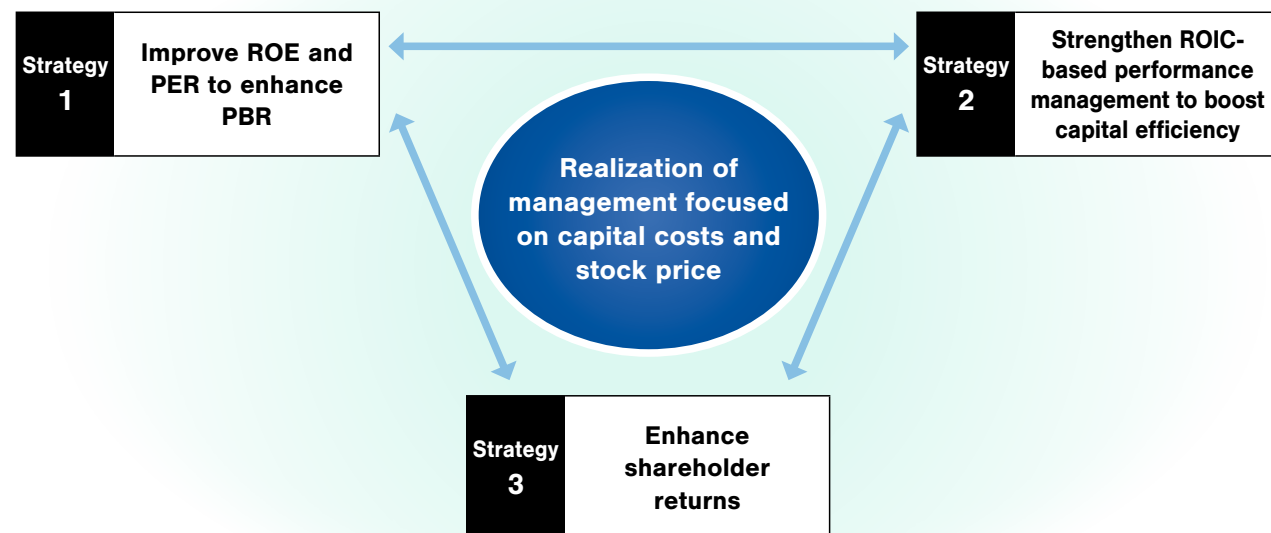 Strategy
1
Improve ROE and
PER to enhance
PBR
Strategy
2
Strengthen ROIC-
based performance
management to boost
capital efficiency
Realization of
management focused
on capital costs and
stock price
Strategy
3
Enhance
shareholder
returns